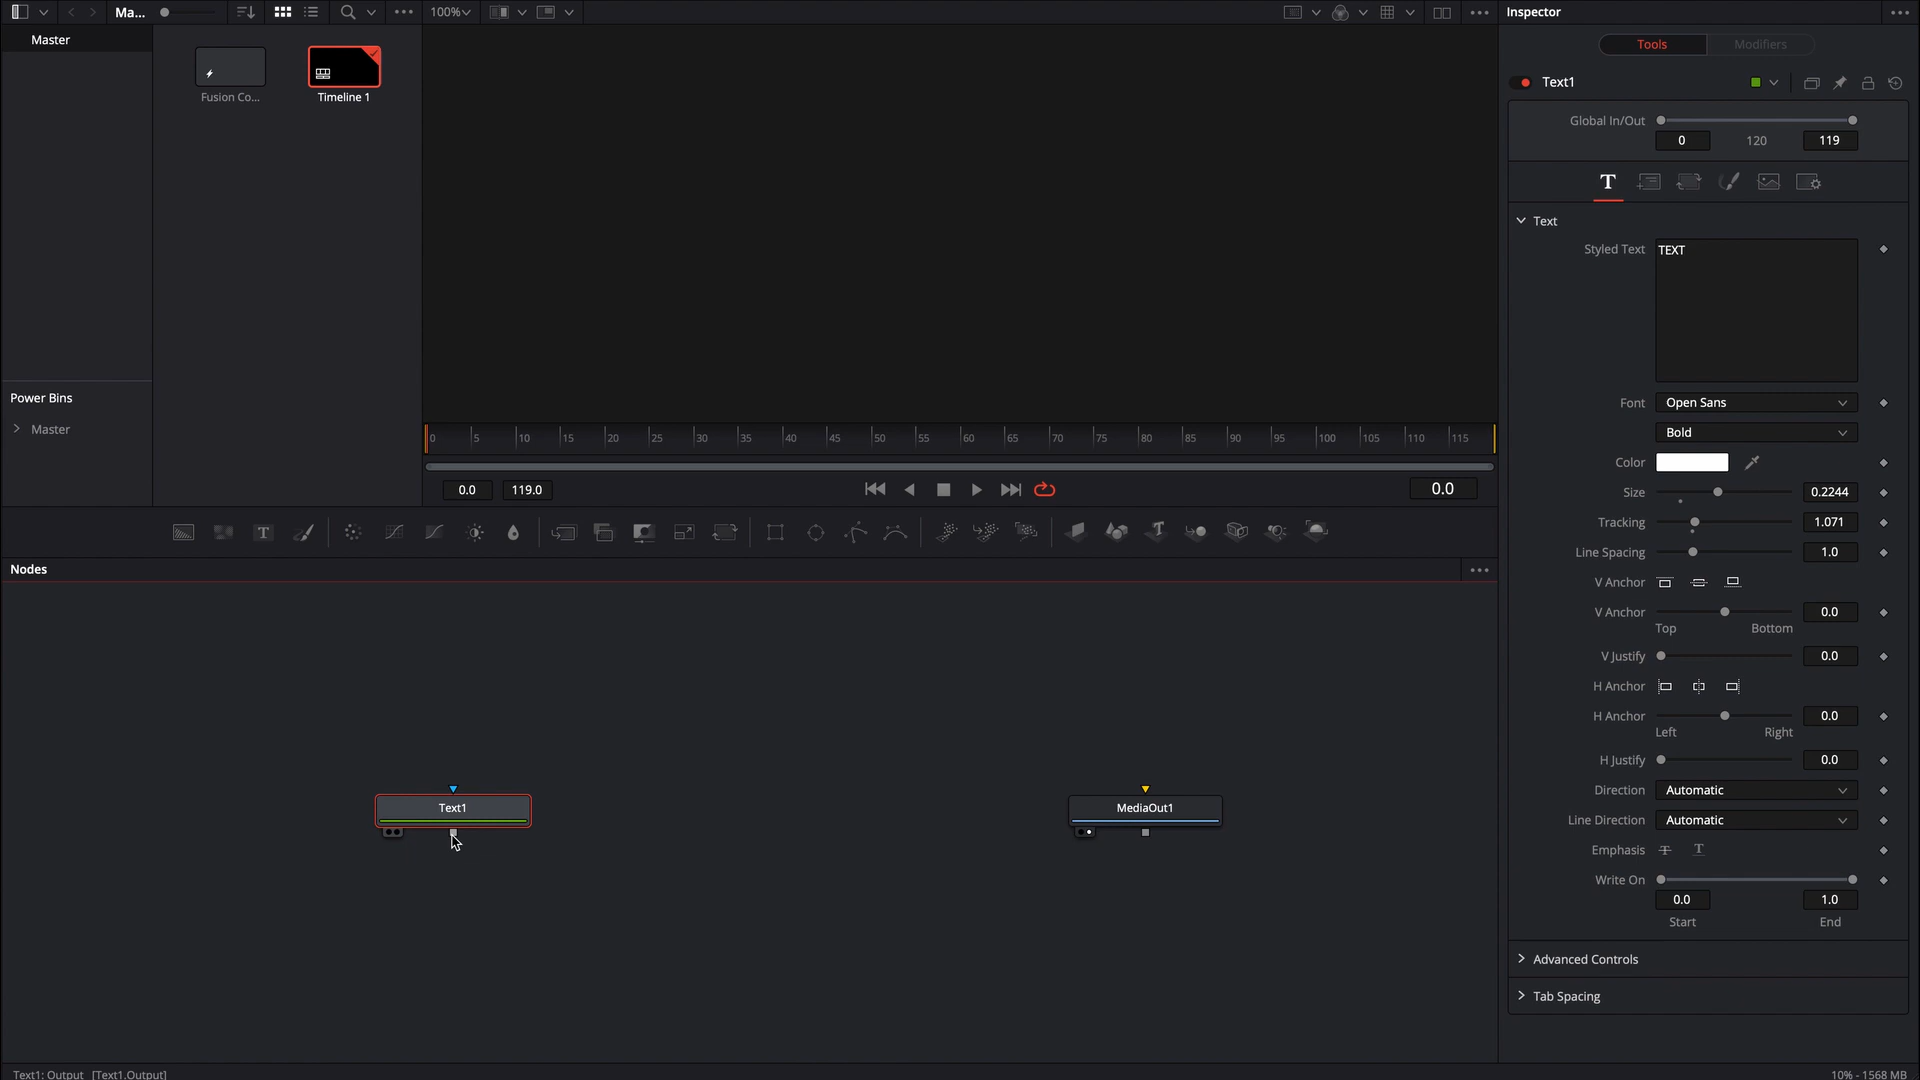 Ma...
100%
Inspector
Master
Fusion Co...
Timeline 1
Tools
Modifiers
Text1
Global In/Out
0
120
119
T
Text
Styled Text
TEXT
Power Bins
Master
Font
Open Sans
Bold
0
5
10
15
20
25
30
35
40
45
50
55
60
65
70
75
80
85
90
95
100
105
110
115
Color
0.0
119.0
0.0
Size
0.2244
Tracking
1.071
Line Spacing
1.0
Nodes
V Anchor
V Anchor
0.0
Top
Bottom
V Justify
0.0
H Anchor
H Anchor
0.0
Left
Right
H Justify
0.0
Direction
Automatic
Text1
MediaOut1
Line Direction
Automatic
Emphasis
Write On
0.0
1.0
Start
End
Advanced Controls
Tab Spacing
Text1: Output [Text1.Output]
10% - 1568 MB